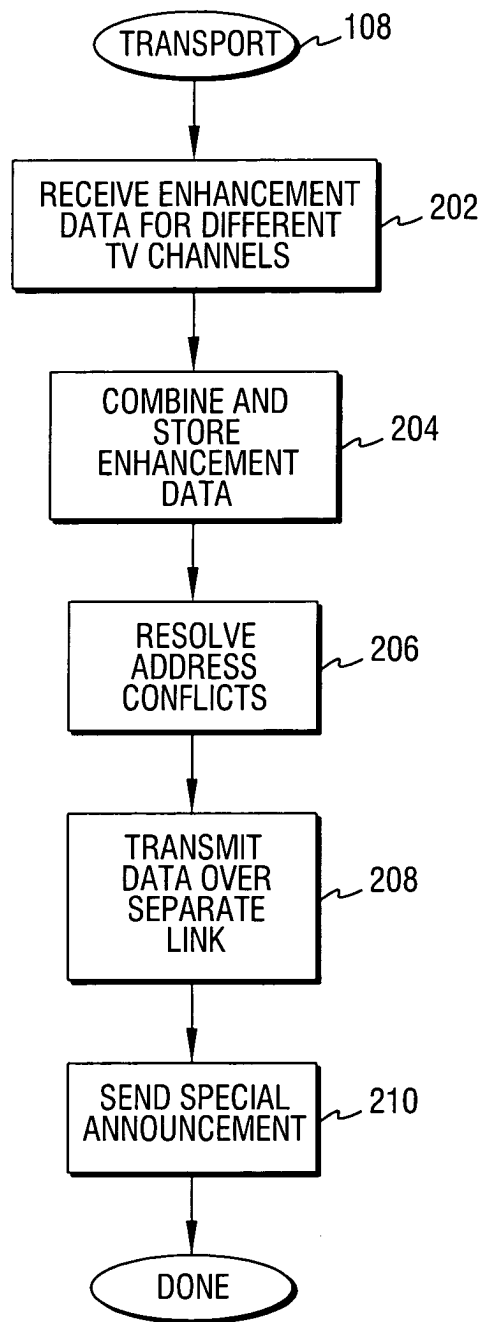 TRANSPORT 108
RECEIVE ENHANCEMENT
DATA FOR DIFFERENT
TV CHANNELS
202
COMBINE AND
STORE
ENHANCEMENT
DATA
204
RESOLVE
ADDRESS
CONFLICTS
206
TRANSMIT
DATA OVER
SEPARATE
LINK
208
SEND SPECIAL
ANNOUNCEMENT
210
DONE